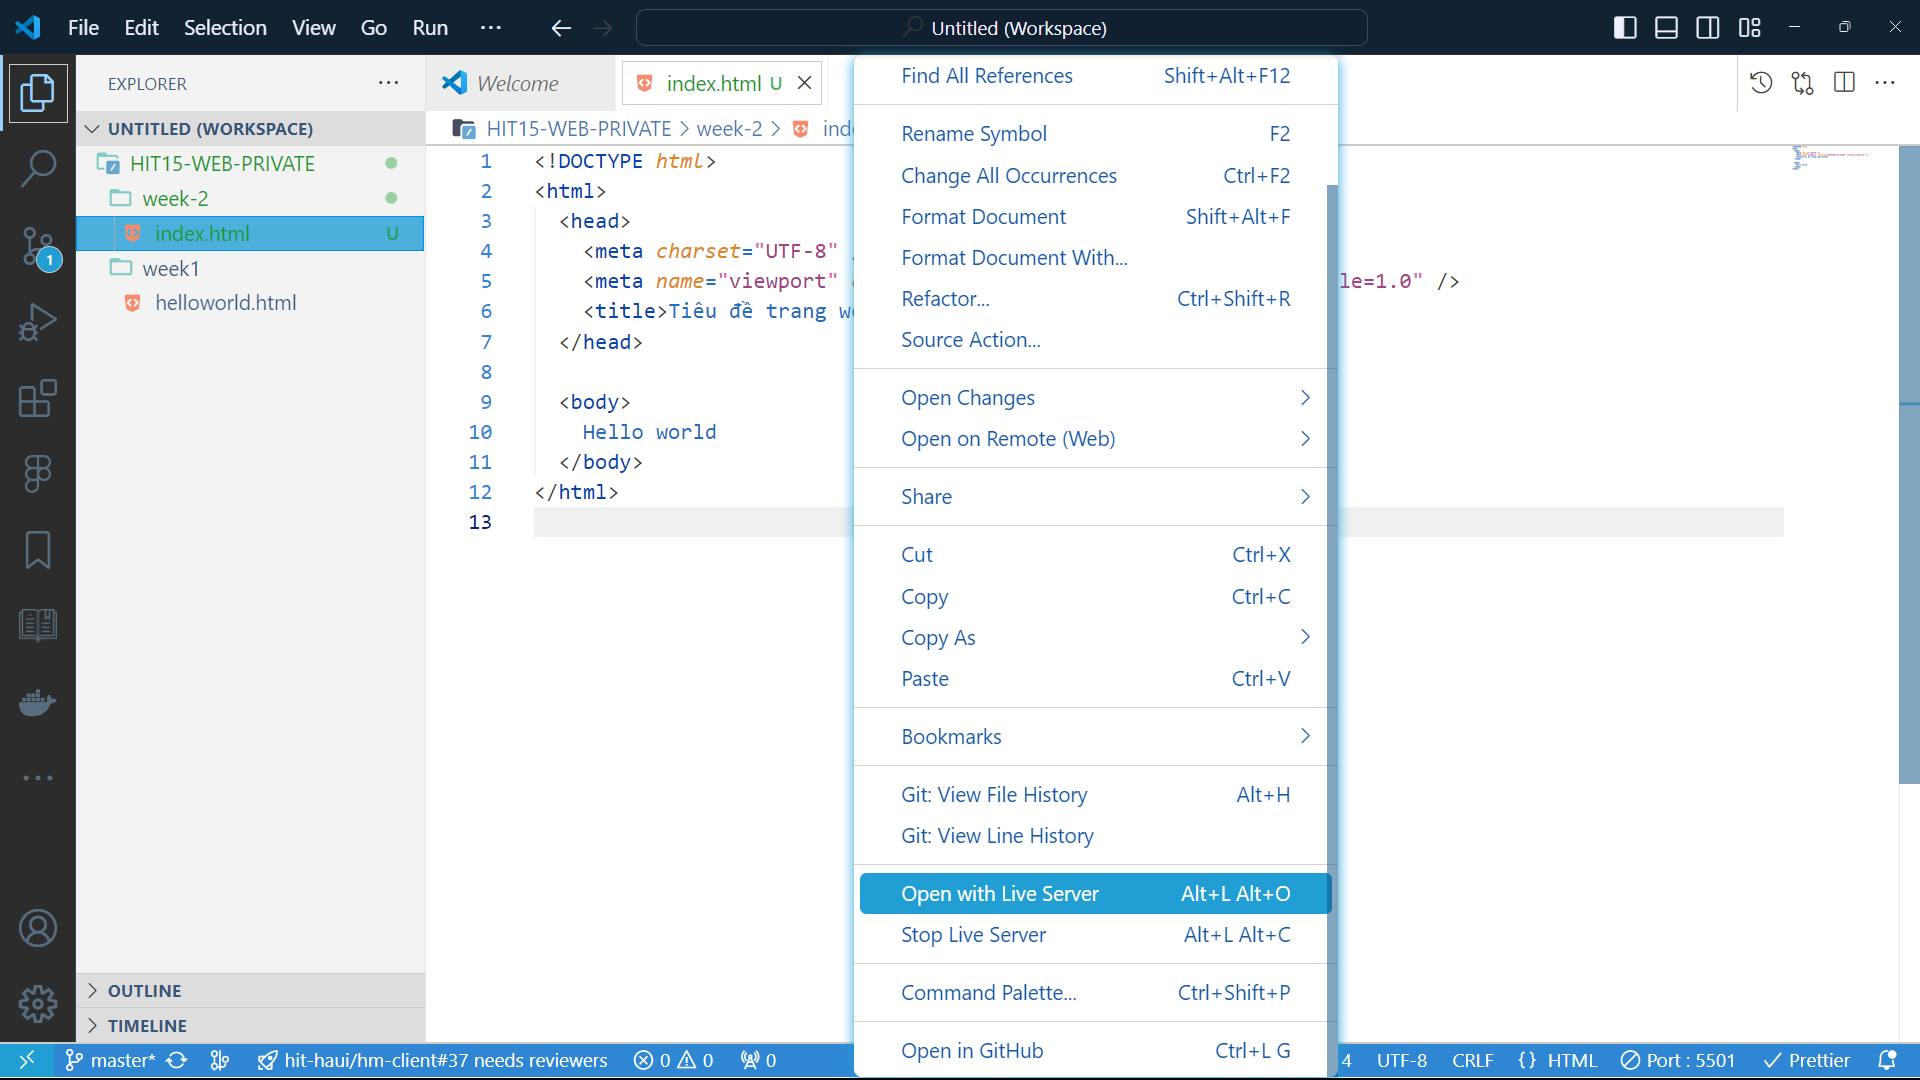 File Edit Selection View Go Run ··· Untitled (Workspace)
EXPLORER ···
UNTITLED (WORKSPACE)
HIT15-WEB-PRIVATE
week-2
index.html U
week1
helloworld.html
OUTLINE
TIMELINE
Welcome index.html U
HIT15-WEB-PRIVATE > week-2 >
1 <!DOCTYPE html>
2 <html>
3 <head>
4 <meta charset="UTF-8"
5 <meta name="viewport" le=1.0" />
6 <title>Tiêu đề trang
7 </head>
8
9 <body>
10 Hello world
11 </body>
12 </html>
13
Find All References Shift+Alt+F12
Rename Symbol F2
Change All Occurrences Ctrl+F2
Format Document Shift+Alt+F
Format Document With...
Refactor... Ctrl+Shift+R
Source Action...
Open Changes
Open on Remote (Web)
Share
Cut Ctrl+X
Copy Ctrl+C
Copy As
Paste Ctrl+V
Bookmarks
Git: View File History Alt+H
Git: View Line History
Open with Live Server Alt+L Alt+O
Stop Live Server Alt+L Alt+C
Command Palette... Ctrl+Shift+P
Open in GitHub Ctrl+L G
1
master* hit-haui/hm-client#37 needs reviewers 0 0 0 4 UTF-8 CRLF {} HTML Port : 5501 Prettier